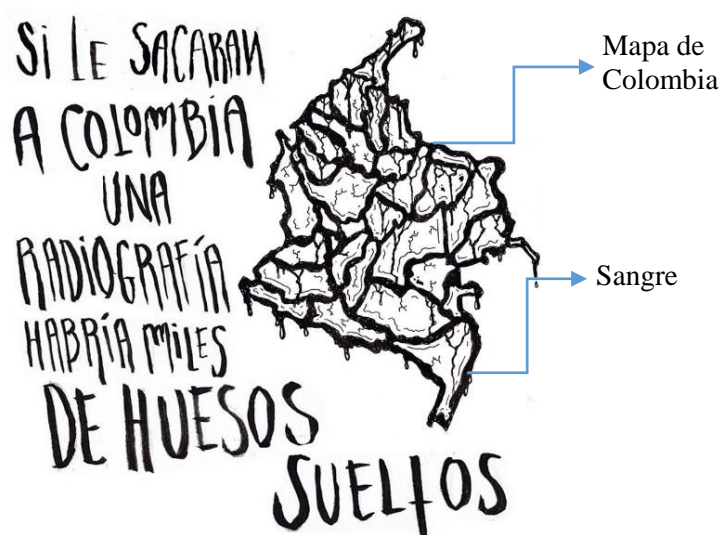 Si LE SACARAN
A COLOMBiA
UNA
RADiOGRAFÍA
HABRÍA MiLES
DE HUESOS
SUELTOS
Mapa de
Colombia
Sangre